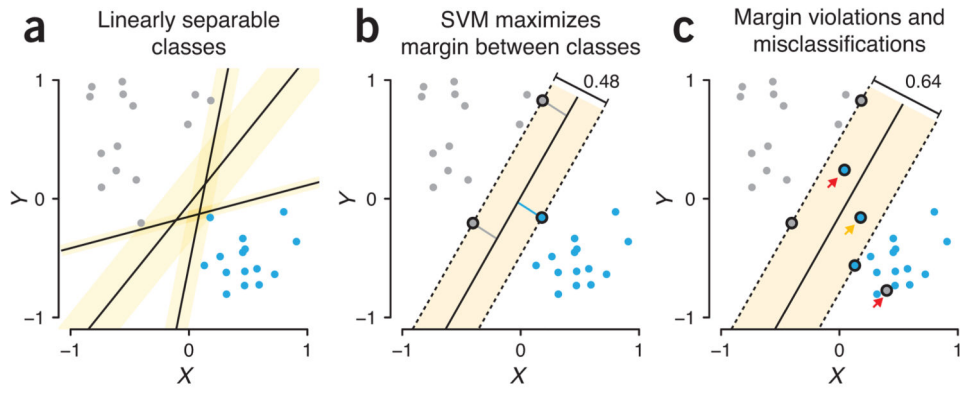 a
Linearly separable
classes
1
0
−1
Y
−1
0
1
X
b
SVM maximizes
margin between classes
0.48
1
0
−1
Y
−1
0
1
X
c
Margin violations and
misclassifications
0.64
1
0
−1
Y
−1
0
1
X